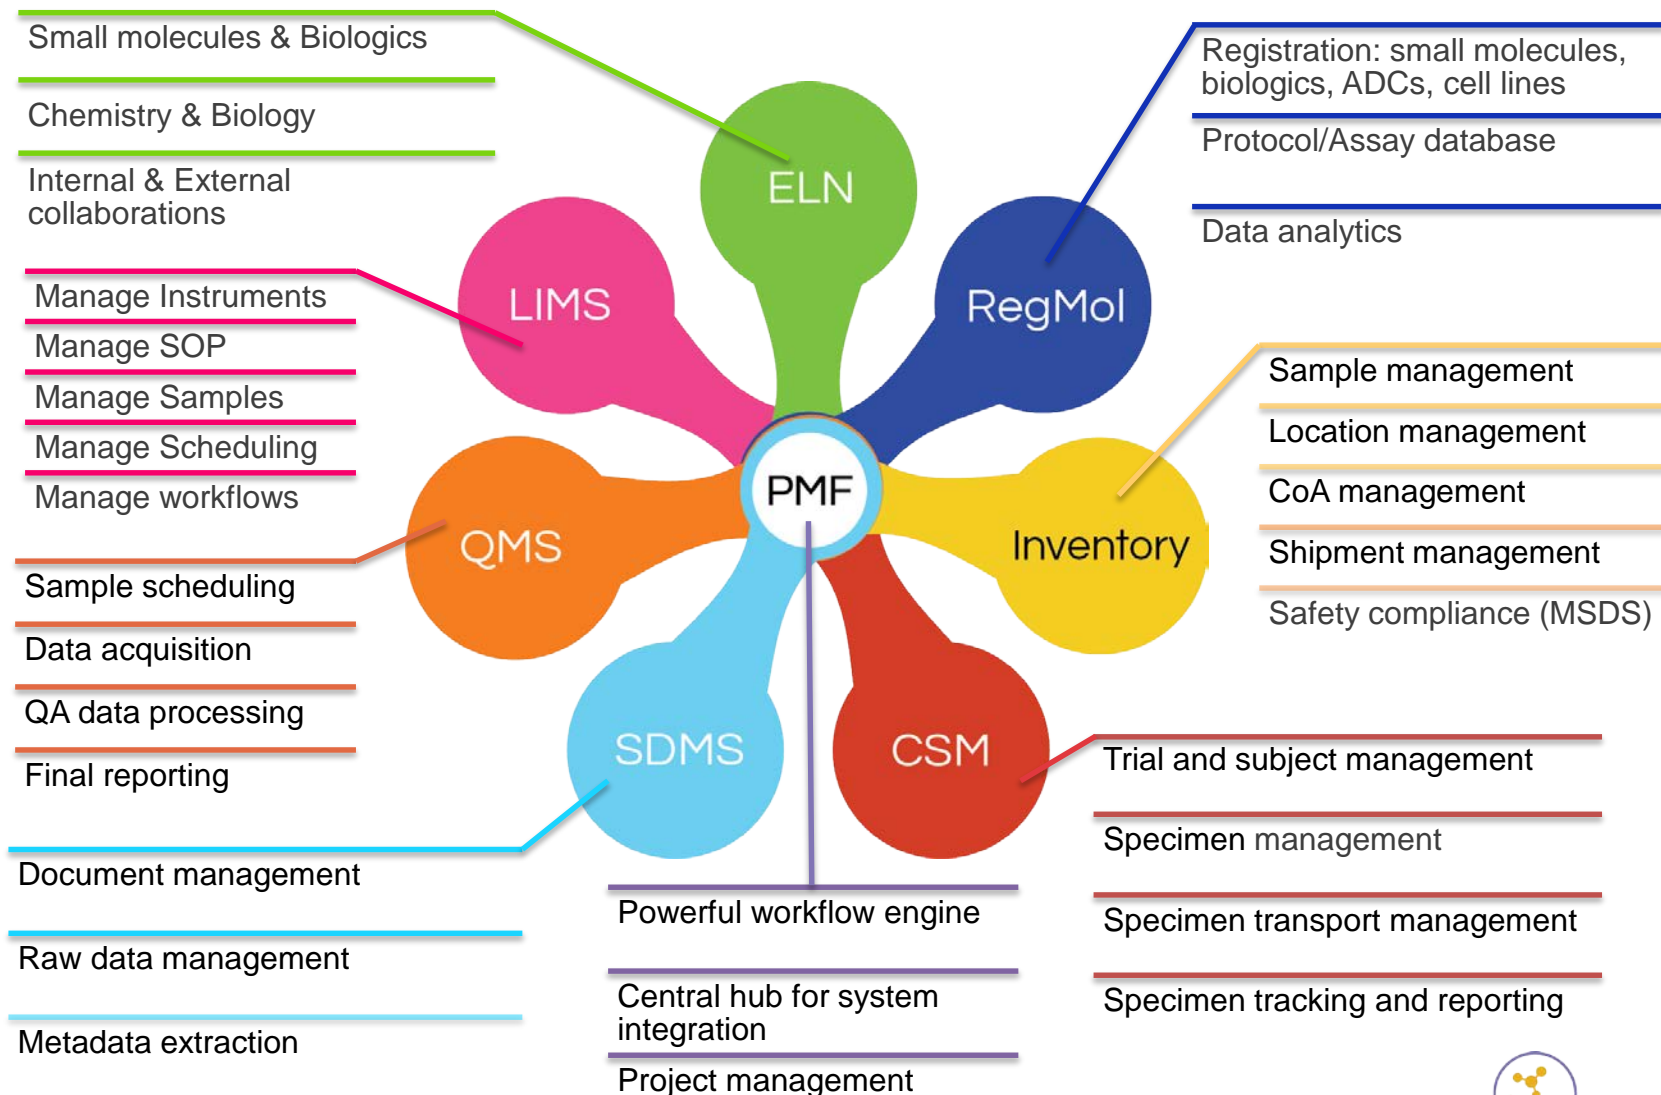 Small molecules & Biologics
Chemistry & Biology
Internal & External
collaborations
Registration: small molecules,
biologics, ADCs, cell lines
Protocol/Assay database
Data analytics
ELN
LIMS
RegMol
Manage Instruments
Manage SOP
Manage Samples
Manage Scheduling
Manage workflows
Sample management
Location management
CoA management
Shipment management
Safety compliance (MSDS)
PMF
QMS
Inventory
Sample scheduling
Data acquisition
QA data processing
Final reporting
SDMS
CSM
Trial and subject management
Specimen management
Specimen transport management
Specimen tracking and reporting
Document management
Raw data management
Metadata extraction
Powerful workflow engine
Central hub for system
integration
Project management